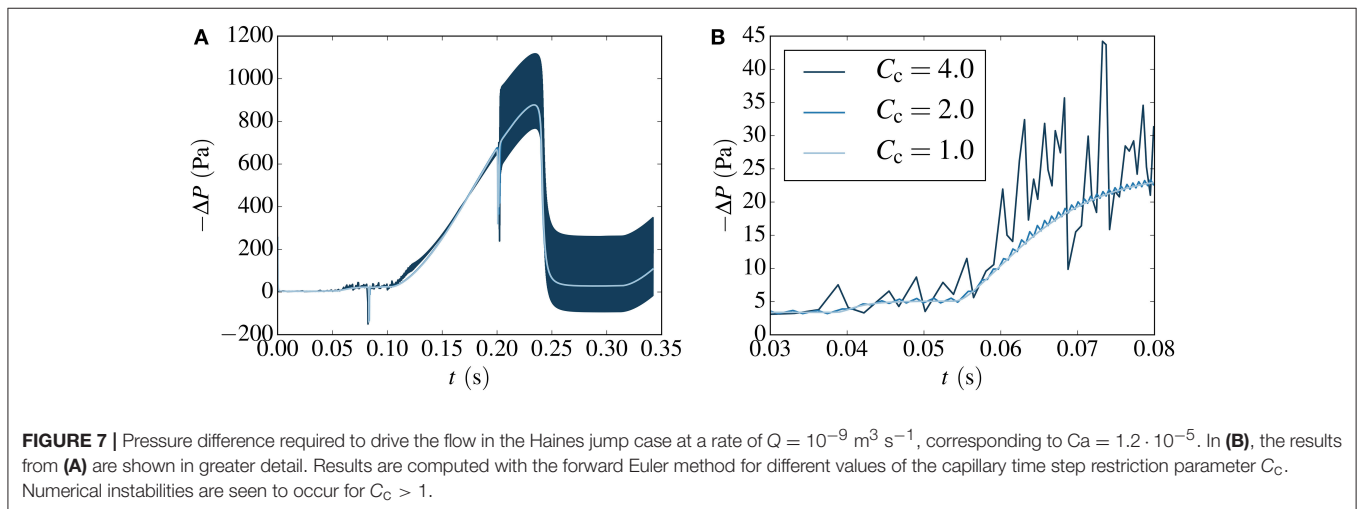 A
1200
1000
800
600
400
200
0
−200
−ΔP (Pa)
0.00 0.05 0.10 0.15 0.20 0.25 0.30 0.35
t (s)
B
45
40
35
30
25
20
15
10
5
0
−ΔP (Pa)
C_c = 4.0
C_c = 2.0
C_c = 1.0
0.03 0.04 0.05 0.06 0.07 0.08
t (s)
FIGURE 7 | Pressure difference required to drive the flow in the Haines jump case at a rate of Q = 10⁻⁹ m³ s⁻¹, corresponding to Ca = 1.2 · 10⁻⁵. In (B), the results
from (A) are shown in greater detail. Results are computed with the forward Euler method for different values of the capillary time step restriction parameter C_c.
Numerical instabilities are seen to occur for C_c > 1.